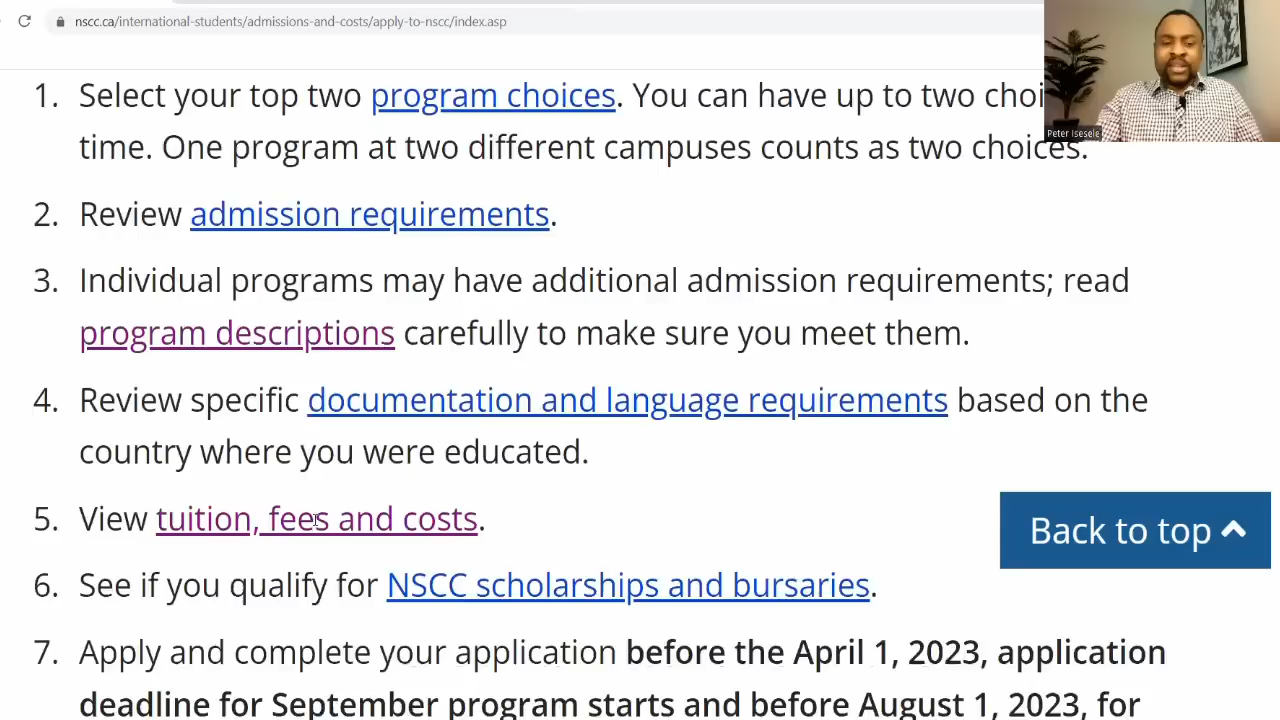 nscc.ca/international-students/admissions-and-costs/apply-to-nscc/index.asp
1. Select your top two program choices. You can have up to two
time. One program at two different campuses counts as two choices.
Peter Isesele
2. Review admission requirements.
3. Individual programs may have additional admission requirements; read
program descriptions carefully to make sure you meet them.
4. Review specific documentation and language requirements based on the
country where you were educated.
5. View tuition, fees and costs.
Back to top
6. See if you qualify for NSCC scholarships and bursaries.
7. Apply and complete your application before the April 1, 2023, application
deadline for September program starts and before August 1, 2023, for